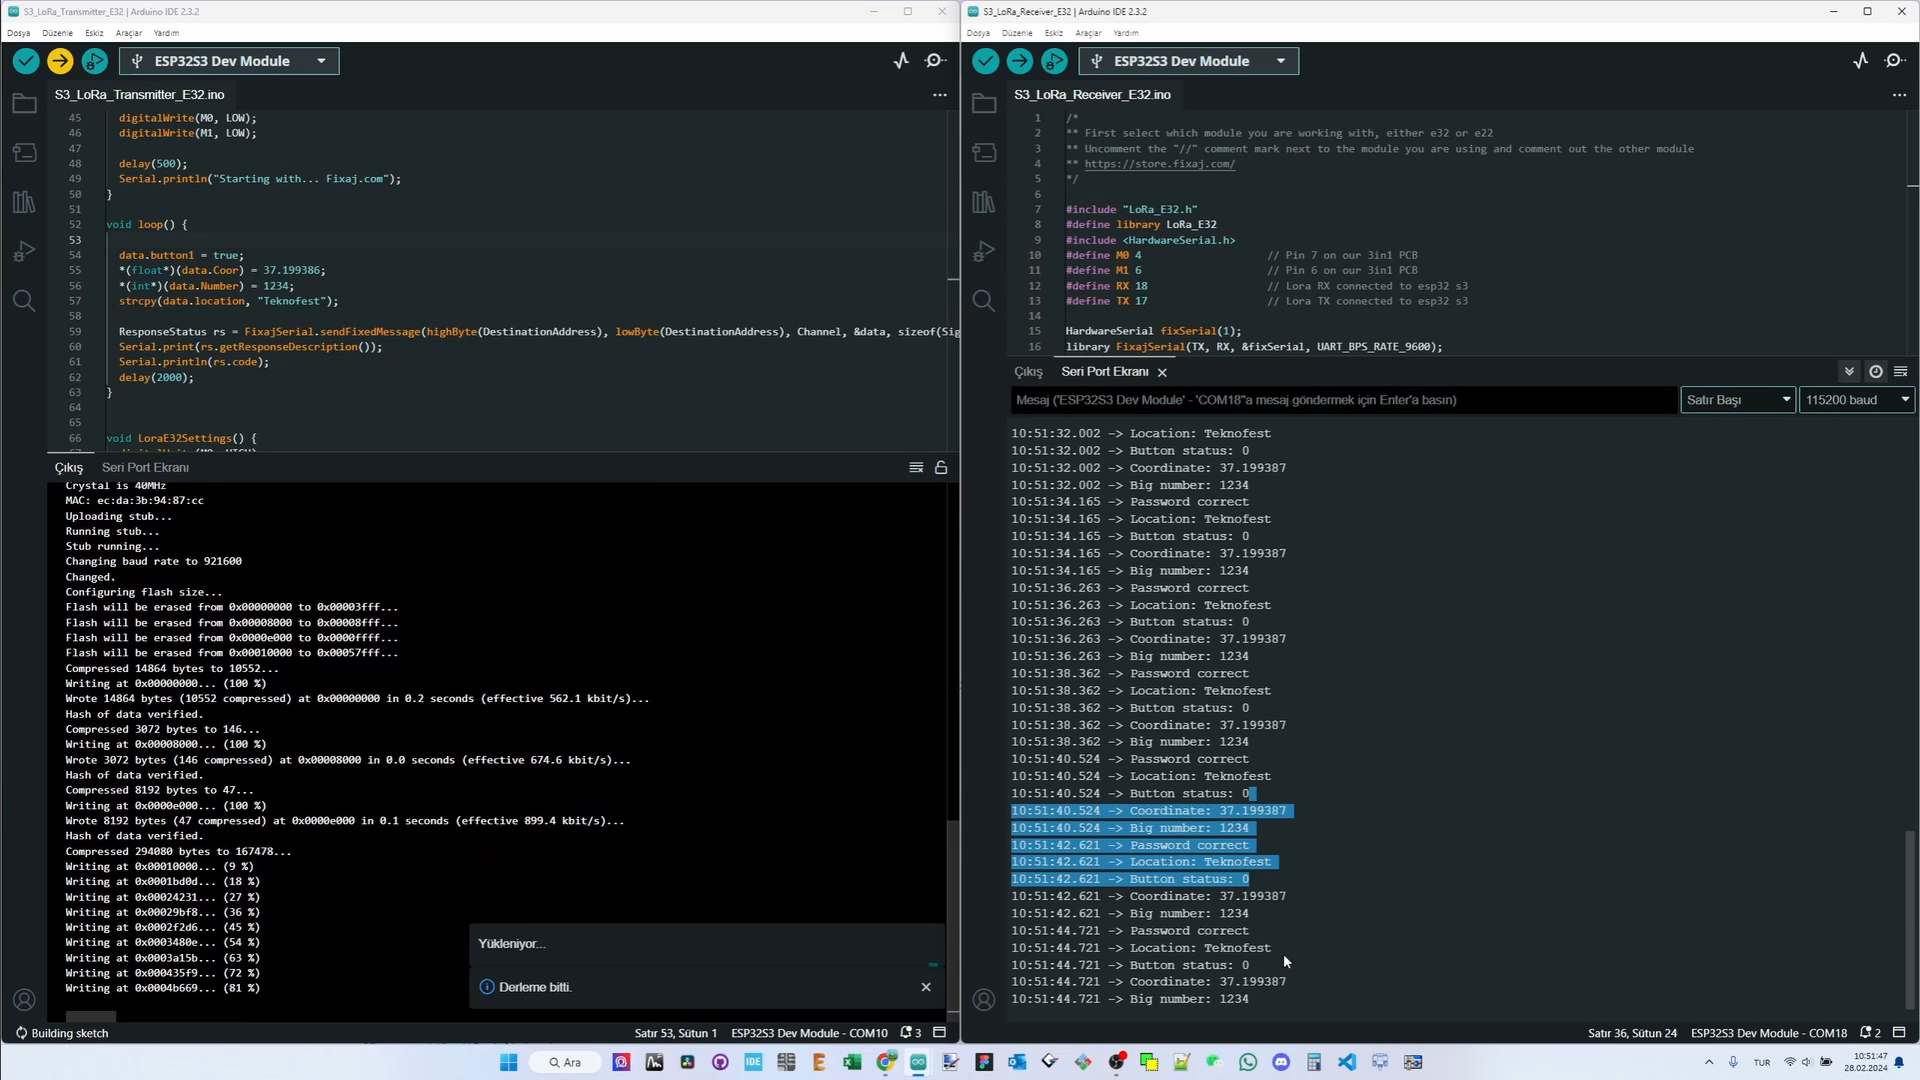 S3_LoRa_Transmitter_E32 | Arduino IDE 2.3.2
Dosya Düzenle Eskiz Araçlar Yardım
ESP32S3 Dev Module
S3_LoRa_Transmitter_E32.ino
45 digitalWrite(M0, LOW);
46 digitalWrite(M1, LOW);
47
48 delay(500);
49 Serial.println("Starting with... Fixaj.com");
50 }
51
52 void loop() {
53
54 data.button1 = true;
55 *(float*)(data.Coor) = 37.199386;
56 *(int*)(data.Number) = 1234;
57 strcpy(data.location, "Teknofest");
58
59 ResponseStatus rs = FixajSerial.sendFixedMessage(highByte(DestinationAddress), lowByte(DestinationAddress), Channel, &data, sizeof(Sig
60 Serial.print(rs.getResponseDescription());
61 Serial.println(rs.code);
62 delay(2000);
63 }
64
65
66 void LoraE32Settings() {
Çıkış Seri Port Ekranı
Crystal is 40MHz
MAC: ec:da:3b:94:87:cc
Uploading stub...
Running stub...
Stub running...
Changing baud rate to 921600
Changed.
Configuring flash size...
Flash will be erased from 0x00000000 to 0x00003fff...
Flash will be erased from 0x00008000 to 0x00008fff...
Flash will be erased from 0x0000e000 to 0x0000ffff...
Flash will be erased from 0x00010000 to 0x00057fff...
Compressed 14864 bytes to 10552...
Writing at 0x00000000... (100 %)
Wrote 14864 bytes (10552 compressed) at 0x00000000 in 0.2 seconds (effective 562.1 kbit/s)...
Hash of data verified.
Compressed 3072 bytes to 146...
Writing at 0x00008000... (100 %)
Wrote 3072 bytes (146 compressed) at 0x00008000 in 0.0 seconds (effective 674.6 kbit/s)...
Hash of data verified.
Compressed 8192 bytes to 47...
Writing at 0x0000e000... (100 %)
Wrote 8192 bytes (47 compressed) at 0x0000e000 in 0.1 seconds (effective 899.4 kbit/s)...
Hash of data verified.
Compressed 294080 bytes to 167478...
Writing at 0x00010000... (9 %)
Writing at 0x0001bd0d... (18 %)
Writing at 0x00024231... (27 %)
Writing at 0x00029bf8... (36 %)
Writing at 0x0002f2d6... (45 %)
Writing at 0x0003480e... (54 %)
Writing at 0x0003a15b... (63 %)
Writing at 0x000435f9... (72 %)
Writing at 0x0004b669... (81 %)
Yükleniyor...
Derleme bitti.
Building sketch
Satır 53, Sütun 1 ESP32S3 Dev Module - COM10 3
S3_LoRa_Receiver_E32 | Arduino IDE 2.3.2
Dosya Düzenle Eskiz Araçlar Yardım
ESP32S3 Dev Module
S3_LoRa_Receiver_E32.ino
1 /*
2 ** First select which module you are working with, either e32 or e22
3 ** Uncomment the "//" comment mark next to the module you are using and comment out the other module
4 ** https://store.fixaj.com/
5 */
6
7 #include "LoRa_E32.h"
8 #define library LoRa_E32
9 #include <HardwareSerial.h>
10 #define M0 4 // Pin 7 on our 3in1 PCB
11 #define M1 6 // Pin 6 on our 3in1 PCB
12 #define RX 18 // Lora RX connected to esp32 s3
13 #define TX 17 // Lora TX connected to esp32 s3
14
15 HardwareSerial fixSerial(1);
16 library FixajSerial(TX, RX, &fixSerial, UART_BPS_RATE_9600);
Çıkış Seri Port Ekranı
Mesaj ('ESP32S3 Dev Module' - 'COM18''a mesaj göndermek için Enter'a basın)
Satır Başı
115200 baud
10:51:32.002 -> Location: Teknofest
10:51:32.002 -> Button status: 0
10:51:32.002 -> Coordinate: 37.199387
10:51:32.002 -> Big number: 1234
10:51:34.165 -> Password correct
10:51:34.165 -> Location: Teknofest
10:51:34.165 -> Button status: 0
10:51:34.165 -> Coordinate: 37.199387
10:51:34.165 -> Big number: 1234
10:51:36.263 -> Password correct
10:51:36.263 -> Location: Teknofest
10:51:36.263 -> Button status: 0
10:51:36.263 -> Coordinate: 37.199387
10:51:36.263 -> Big number: 1234
10:51:38.362 -> Password correct
10:51:38.362 -> Location: Teknofest
10:51:38.362 -> Button status: 0
10:51:38.362 -> Coordinate: 37.199387
10:51:38.362 -> Big number: 1234
10:51:40.524 -> Password correct
10:51:40.524 -> Location: Teknofest
10:51:40.524 -> Button status: 0
10:51:40.524 -> Coordinate: 37.199387
10:51:40.524 -> Big number: 1234
10:51:42.621 -> Password correct
10:51:42.621 -> Location: Teknofest
10:51:42.621 -> Button status: 0
10:51:42.621 -> Coordinate: 37.199387
10:51:42.621 -> Big number: 1234
10:51:44.721 -> Password correct
10:51:44.721 -> Location: Teknofest
10:51:44.721 -> Button status: 0
10:51:44.721 -> Coordinate: 37.199387
10:51:44.721 -> Big number: 1234
Satır 36, Sütun 24 ESP32S3 Dev Module - COM18 2
Ara
IDE
TUR
10:51:47
28.02.2024